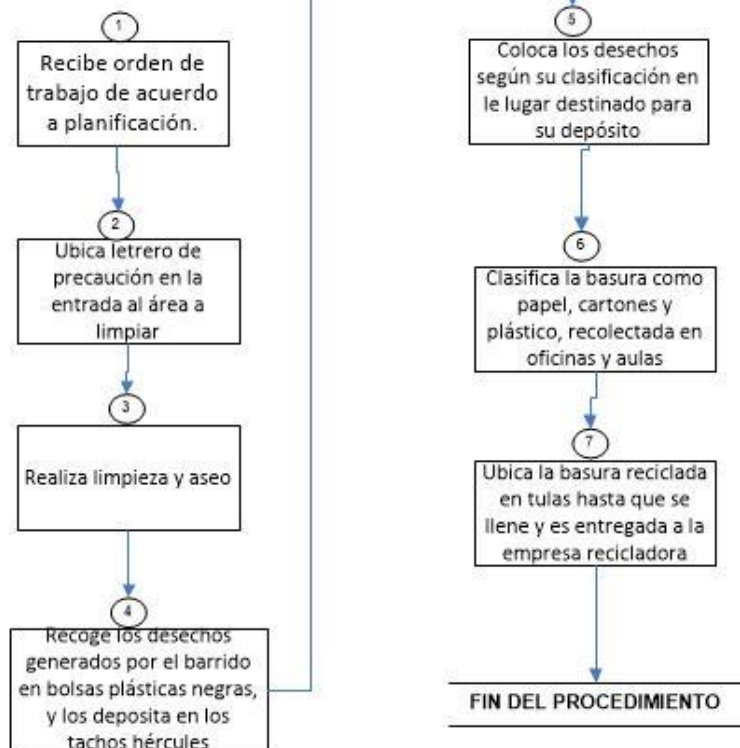 1
Recibe orden de
trabajo de acuerdo
a planificación.
2
Ubica letrero de
precaución en la
entrada al área a
limpiar
3
Realiza limpieza y aseo
4
Recoge los desechos
generados por el barrido
en bolsas plásticas negras,
y los deposita en los
tachos hércules
5
Coloca los desechos
según su clasificación en
le lugar destinado para
su depósito
6
Clasifica la basura como
papel, cartones y
plástico, recolectada en
oficinas y aulas
7
Ubica la basura reciclada
en tulas hasta que se
llene y es entregada a la
empresa recicladora
FIN DEL PROCEDIMIENTO